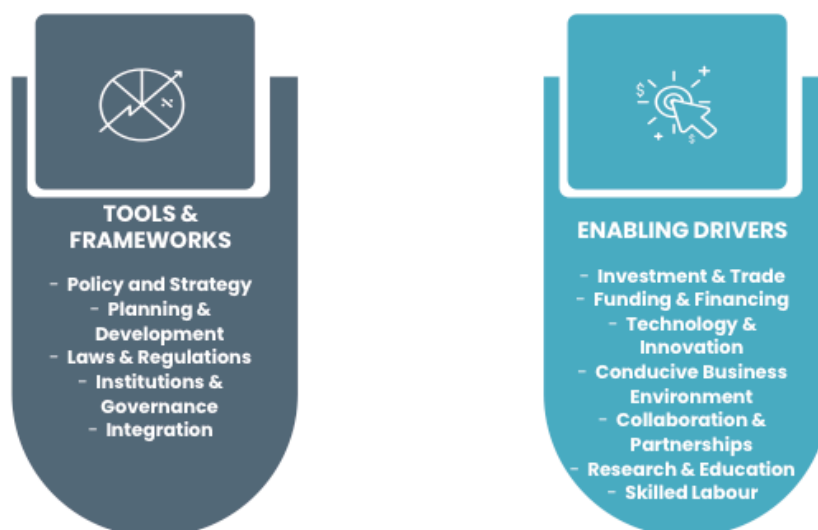 TOOLS &
FRAMEWORKS
- Policy and Strategy
- Planning &
Development
- Laws & Regulations
- Institutions &
Governance
- Integration
ENABLING DRIVERS
- Investment & Trade
- Funding & Financing
- Technology &
Innovation
- Conducive Business
Environment
- Collaboration &
Partnerships
- Research & Education
- Skilled Labour